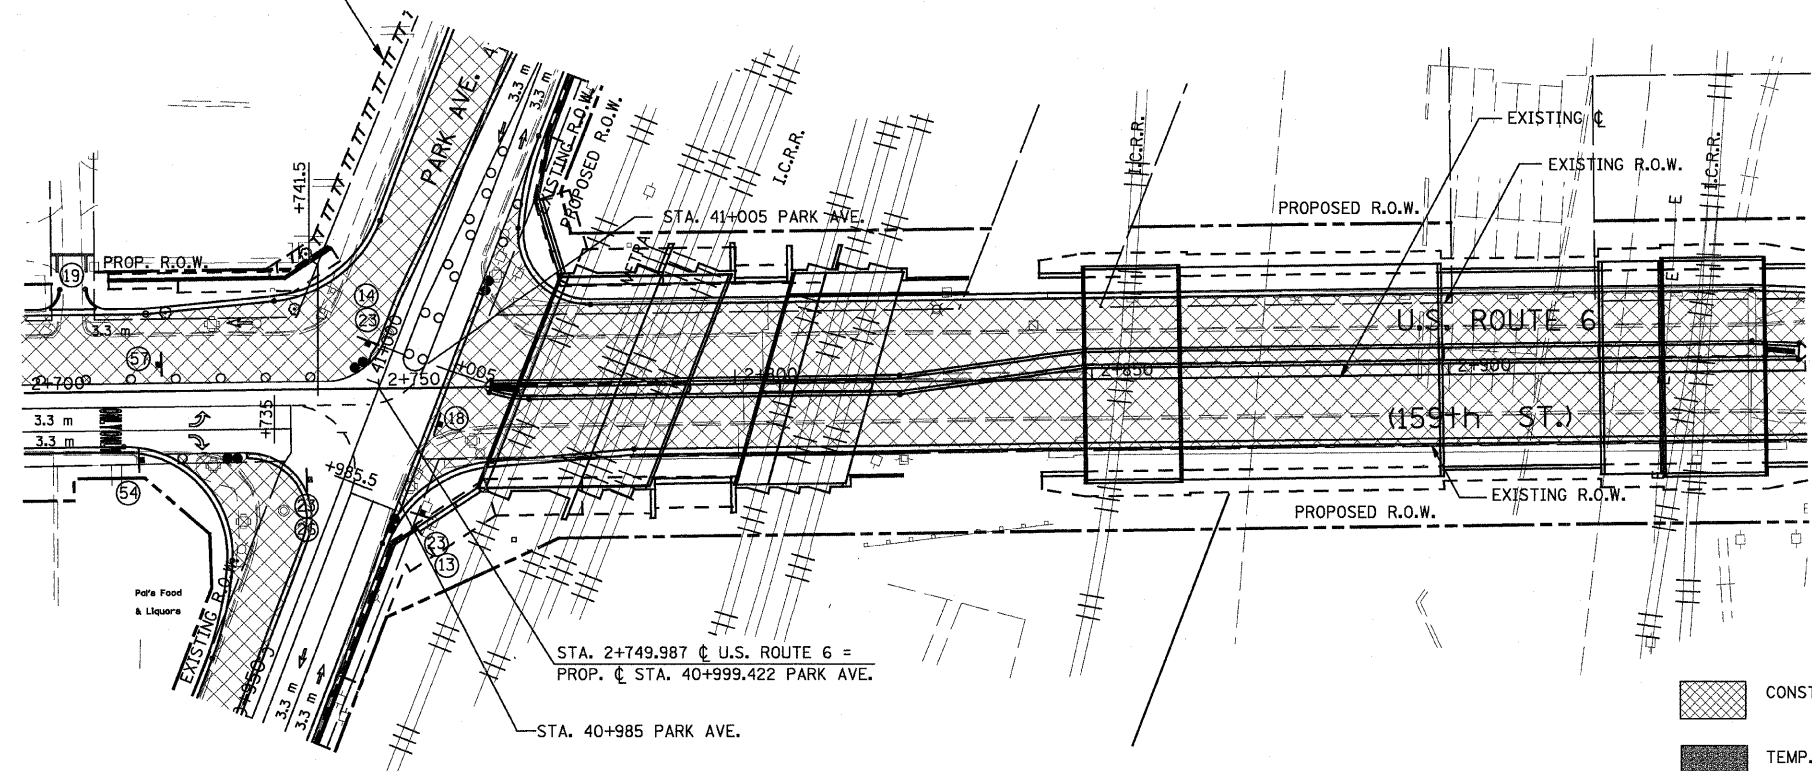 PARK AVE.
3.3 m
3.3 m
EXISTING R.O.W.
PROPOSED R.O.W.
I.C.R.R.
I.C.R.R.
I.C.R.R.
EXISTING ℄
EXISTING R.O.W.
PROPOSED R.O.W.
+741.5
STA. 41+005 PARK AVE.
METRA
E
E
E
PROP. R.O.W.
19
14
23
3.3 m
57
41+000
+005
U.S. ROUTE 6
2+700
2+750
2+800
2+850
2+900
3.3 m
3.3 m
+735
18
(159th ST.)
+985.5
54
23
23
13
EXISTING R.O.W.
PROPOSED R.O.W.
Pal's Food
& Liquors
EXISTING R.O.W.
3.3 m
3.3 m
STA. 2+749.987 ℄ U.S. ROUTE 6 =
PROP. ℄ STA. 40+999.422 PARK AVE.
STA. 40+985 PARK AVE.
CONST
TEMP.